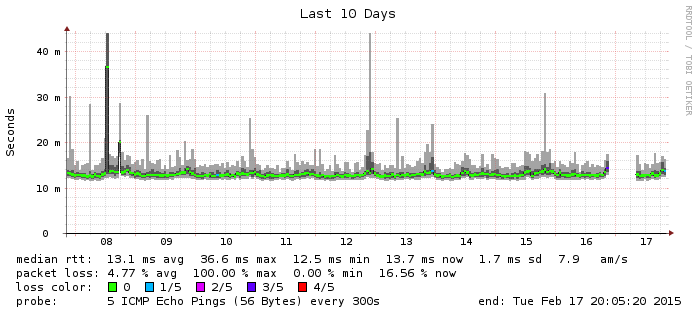 Last 10 Days
RRDTOOL / TOBI OETIKER
Seconds
40 m
30 m
20 m
10 m
0
08 09 10 11 12 13 14 15 16 17
median rtt: 13.1 ms avg 36.6 ms max 12.5 ms min 13.7 ms now 1.7 ms sd 7.9 am/s
packet loss: 4.77 % avg 100.00 % max 0.00 % min 16.56 % now
loss color: 0 1/5 2/5 3/5 4/5
probe: 5 ICMP Echo Pings (56 Bytes) every 300s end: Tue Feb 17 20:05:20 2015